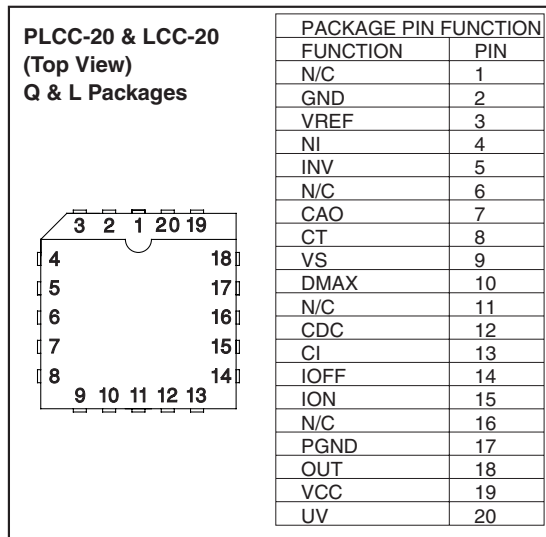 PLCC-20 & LCC-20
(Top View)
Q & L Packages
3 2 1 20 19
4 18
5 17
6 16
7 15
8 14
9 10 11 12 13
PACKAGE PIN FUNCTION
FUNCTION PIN
N/C 1
GND 2
VREF 3
NI 4
INV 5
N/C 6
CAO 7
CT 8
VS 9
DMAX 10
N/C 11
CDC 12
CI 13
IOFF 14
ION 15
N/C 16
PGND 17
OUT 18
VCC 19
UV 20